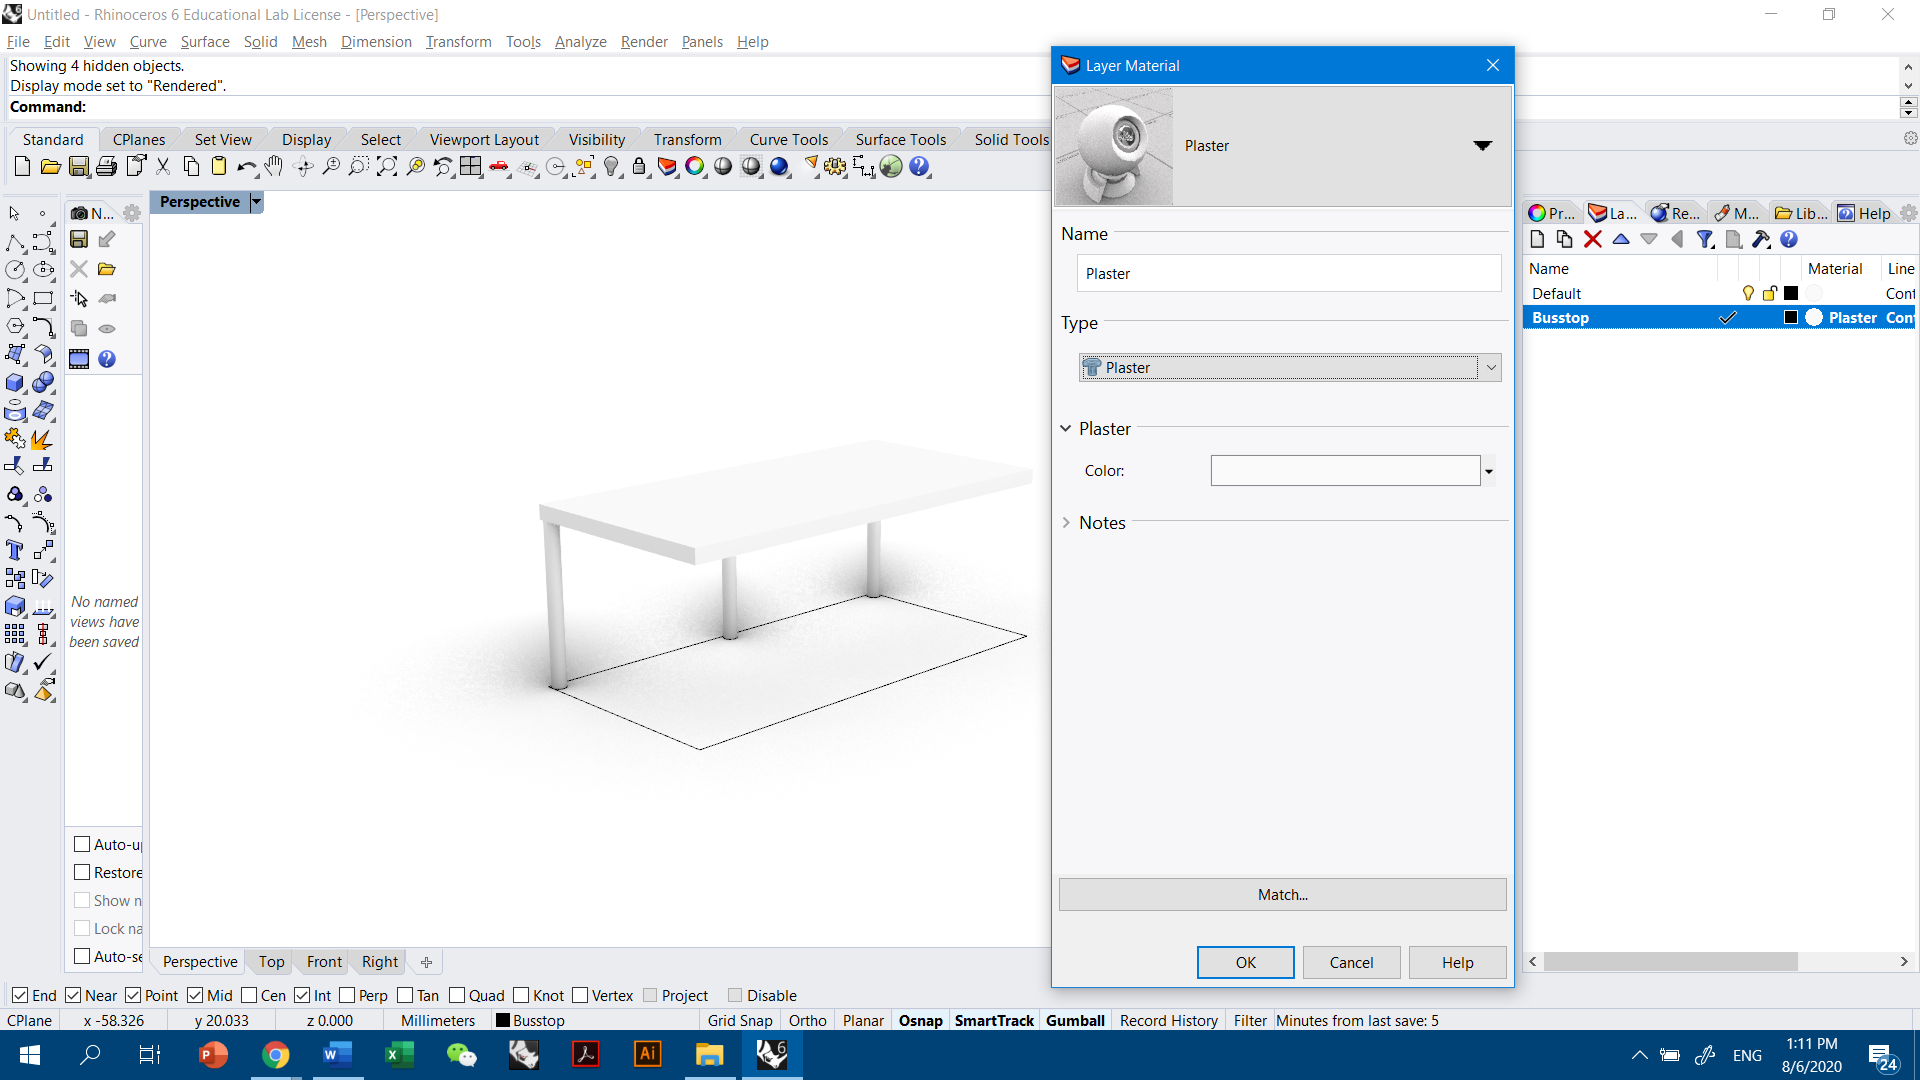 Untitled - Rhinoceros 6 Educational Lab License - [Perspective]
File Edit View Curve Surface Solid Mesh Dimension Transform Tools Analyze Render Panels Help
Showing 4 hidden objects.
Display mode set to "Rendered".
Command:
Standard CPlanes Set View Display Select Viewport Layout Visibility Transform Curve Tools Surface Tools Solid Tools
Perspective
N...
No named
views have
been saved
Auto-u
Restore
Show n
Lock na
Auto-se
Layer Material
Plaster
Name
Plaster
Type
Plaster
Plaster
Color:
Notes
Match...
OK Cancel Help
Pr... La... Re... M... Lib... Help
Name Material Line
Default Cont
Busstop Plaster Con
Perspective Top Front Right
End Near Point Mid Cen Int Perp Tan Quad Knot Vertex Project Disable
CPlane x -58.326 y 20.033 z 0.000 Millimeters Busstop Grid Snap Ortho Planar Osnap SmartTrack Gumball Record History Filter Minutes from last save: 5
ENG
1:11 PM
8/6/2020
24